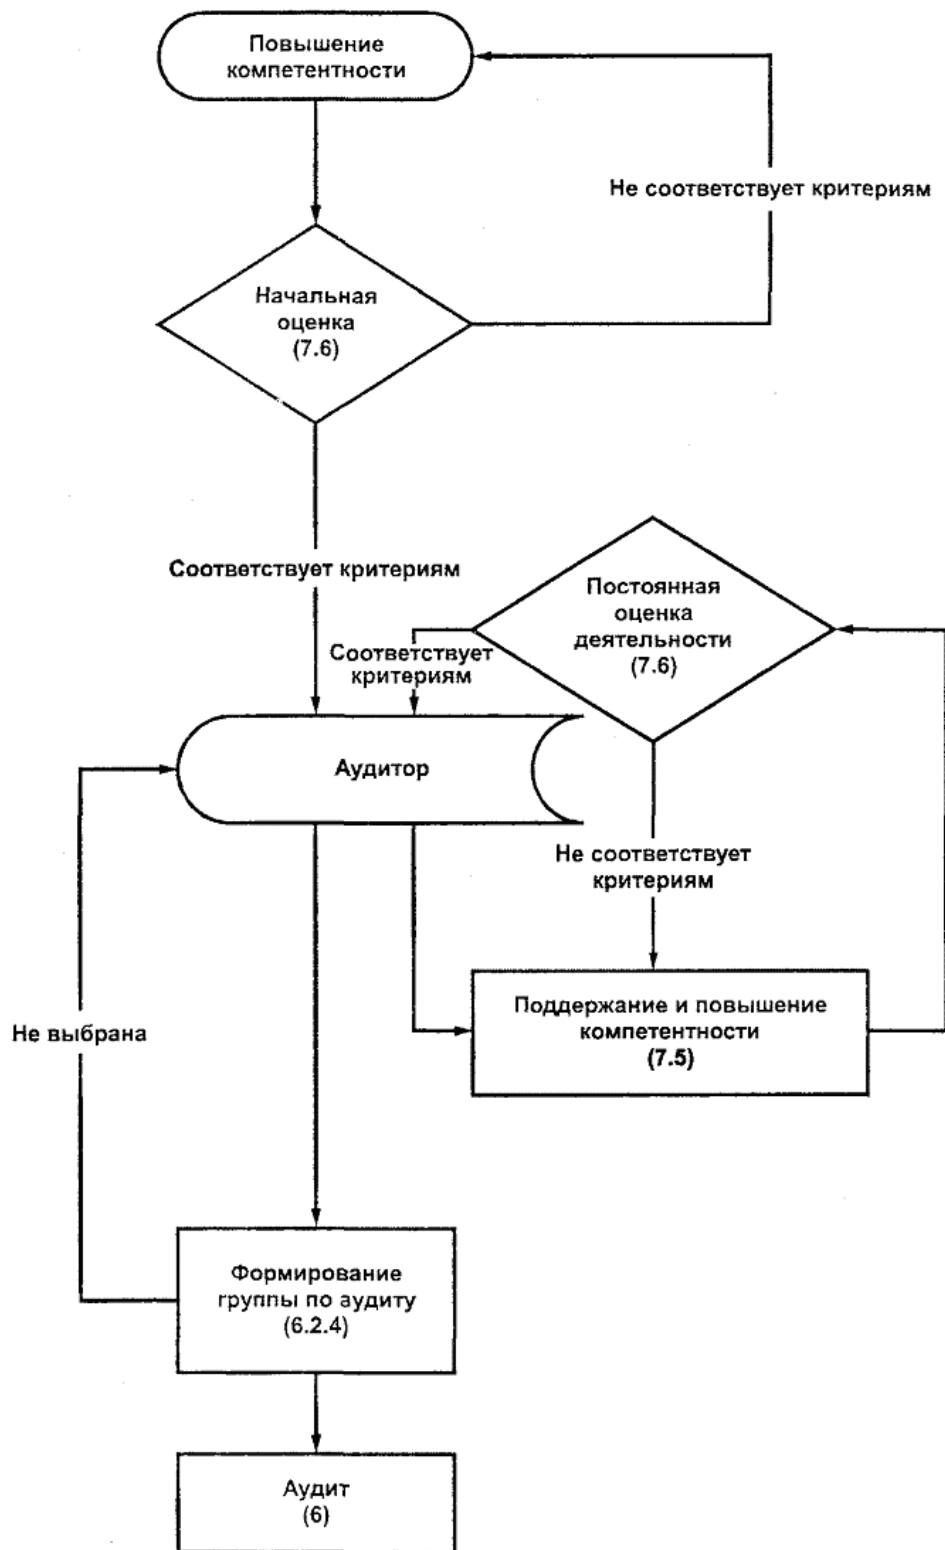 Повышение
компетентности
Не соответствует критериям
Начальная
оценка
(7.6)
Соответствует критериям
Постоянная
оценка
деятельности
(7.6)
Соответствует
критериям
Аудитор
Не соответствует
критериям
Поддержание и повышение
компетентности
(7.5)
Не выбрана
Формирование
группы по аудиту
(6.2.4)
Аудит
(6)